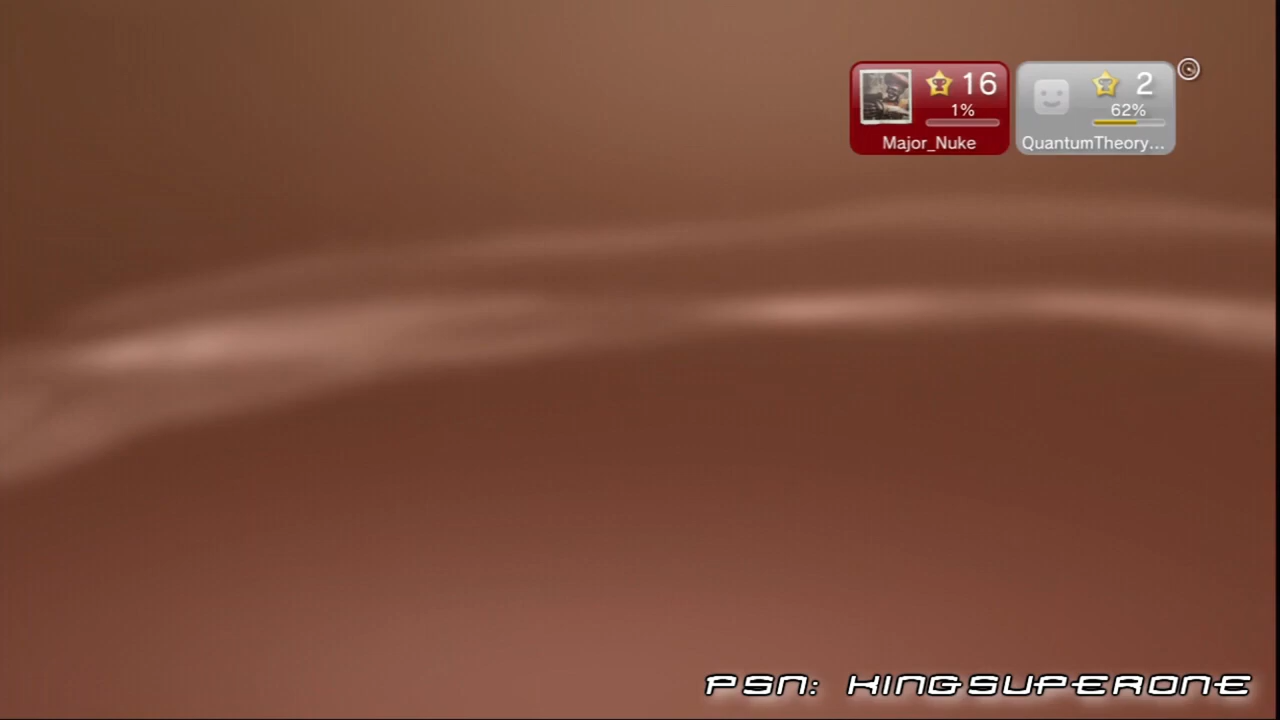 16
1%
Major_Nuke
2
62%
QuantumTheory...
PSN: KINGSUPERONE